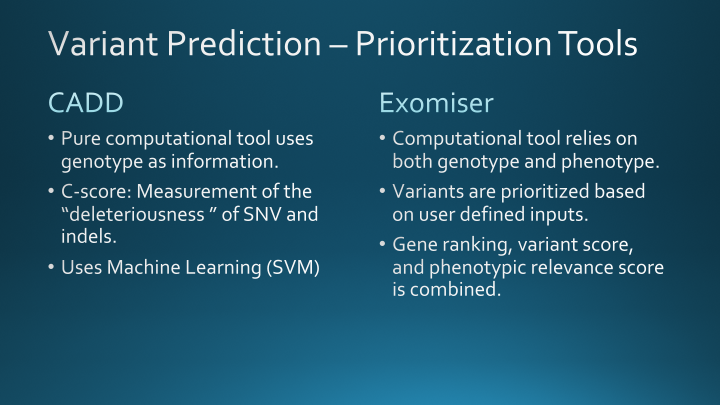 Variant Prediction – Prioritization Tools
CADD
• Pure computational tool uses
genotype as information.
• C-score: Measurement of the
“deleteriousness ” of SNV and
indels.
• Uses Machine Learning (SVM)
Exomiser
• Computational tool relies on
both genotype and phenotype.
• Variants are prioritized based
on user defined inputs.
• Gene ranking, variant score,
and phenotypic relevance score
is combined.